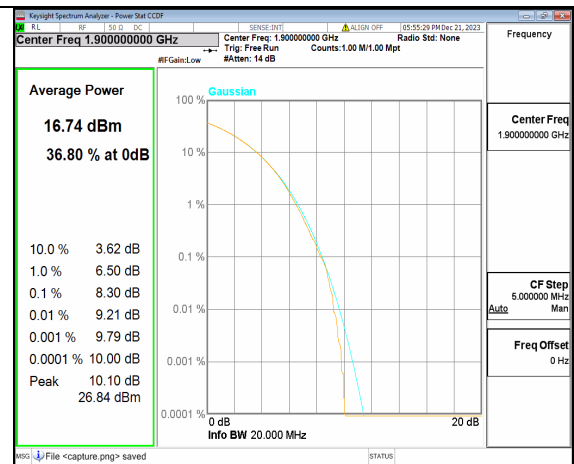 Keysight Spectrum Analyzer - Power Stat CCDF
RL RF 50 Ω DC SENSE:INT ALIGN OFF 05:55:29 PM Dec 21, 2023
Center Freq 1.900000000 GHz
Center Freq: 1.900000000 GHz Radio Std: None
Trig: Free Run Counts:1.00 M/1.00 Mpt
#IFGain:Low #Atten: 14 dB
Frequency
Average Power
16.74 dBm
36.80 % at 0dB
10.0 % 3.62 dB
1.0 % 6.50 dB
0.1 % 8.30 dB
0.01 % 9.21 dB
0.001 % 9.79 dB
0.0001 % 10.00 dB
Peak 10.10 dB
26.84 dBm
Gaussian
100 %
10 %
1 %
0.1 %
0.01 %
0.001 %
0.0001 %
0 dB 20 dB
Info BW 20.000 MHz
Center Freq
1.900000000 GHz
CF Step
5.000000 MHz
Auto Man
Freq Offset
0 Hz
MSG File <capture.png> saved STATUS